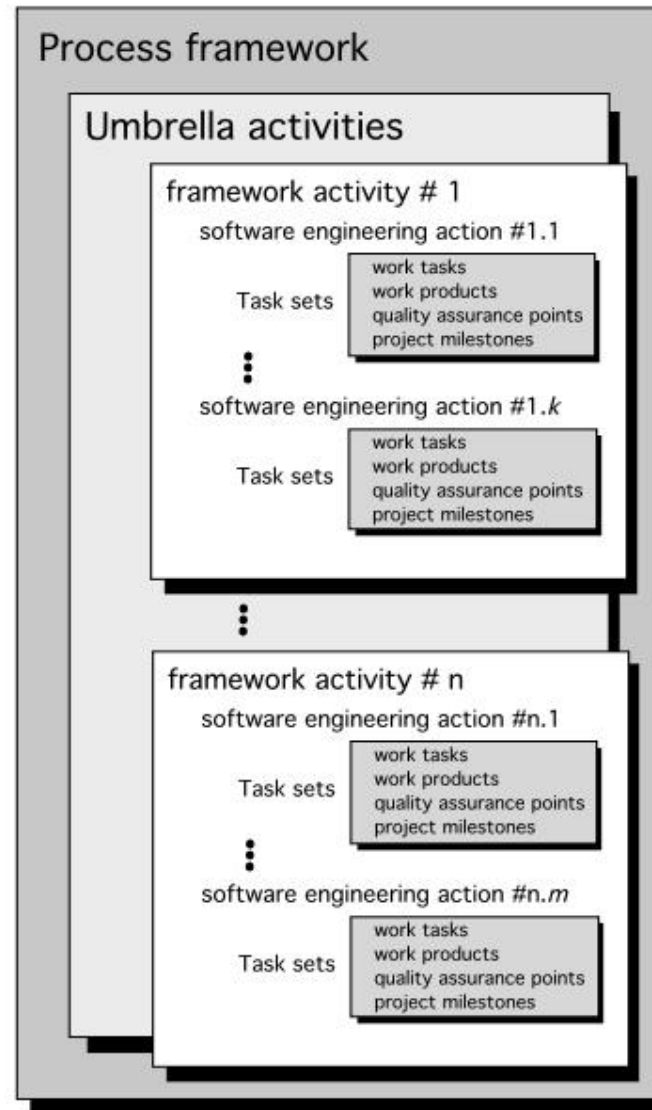 Process framework
Umbrella activities
framework activity # 1
software engineering action #1.1
Task sets
work tasks
work products
quality assurance points
project milestones
software engineering action #1.k
Task sets
work tasks
work products
quality assurance points
project milestones
framework activity # n
software engineering action #n.1
Task sets
work tasks
work products
quality assurance points
project milestones
software engineering action #n.m
Task sets
work tasks
work products
quality assurance points
project milestones